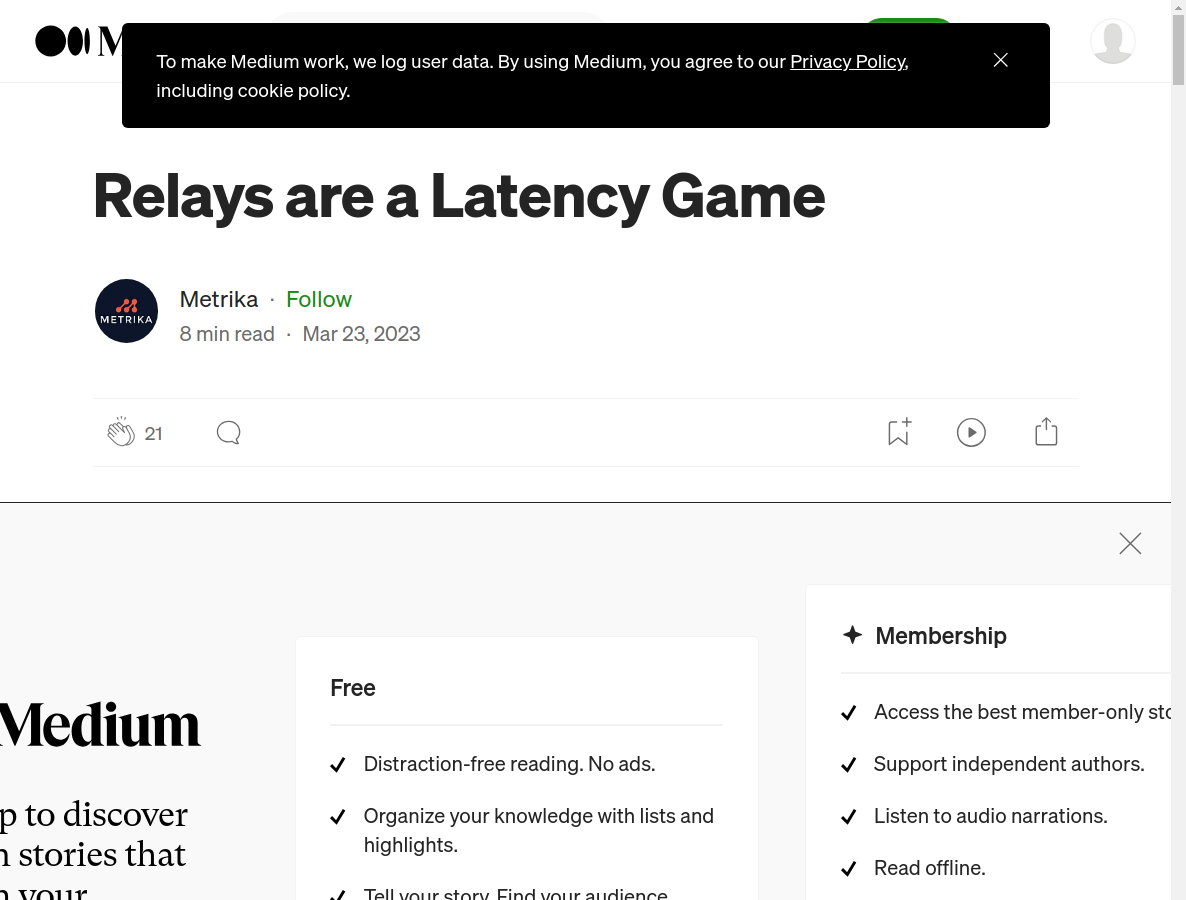 M
To make Medium work, we log user data. By using Medium, you agree to our Privacy Policy,
including cookie policy.
Relays are a Latency Game
METRIKA
Metrika · Follow
8 min read · Mar 23, 2023
21
Medium
p to discover
n stories that
n your
Free
Distraction-free reading. No ads.
Organize your knowledge with lists and
highlights.
Tell your story. Find your audience.
Membership
Access the best member-only sto
Support independent authors.
Listen to audio narrations.
Read offline.